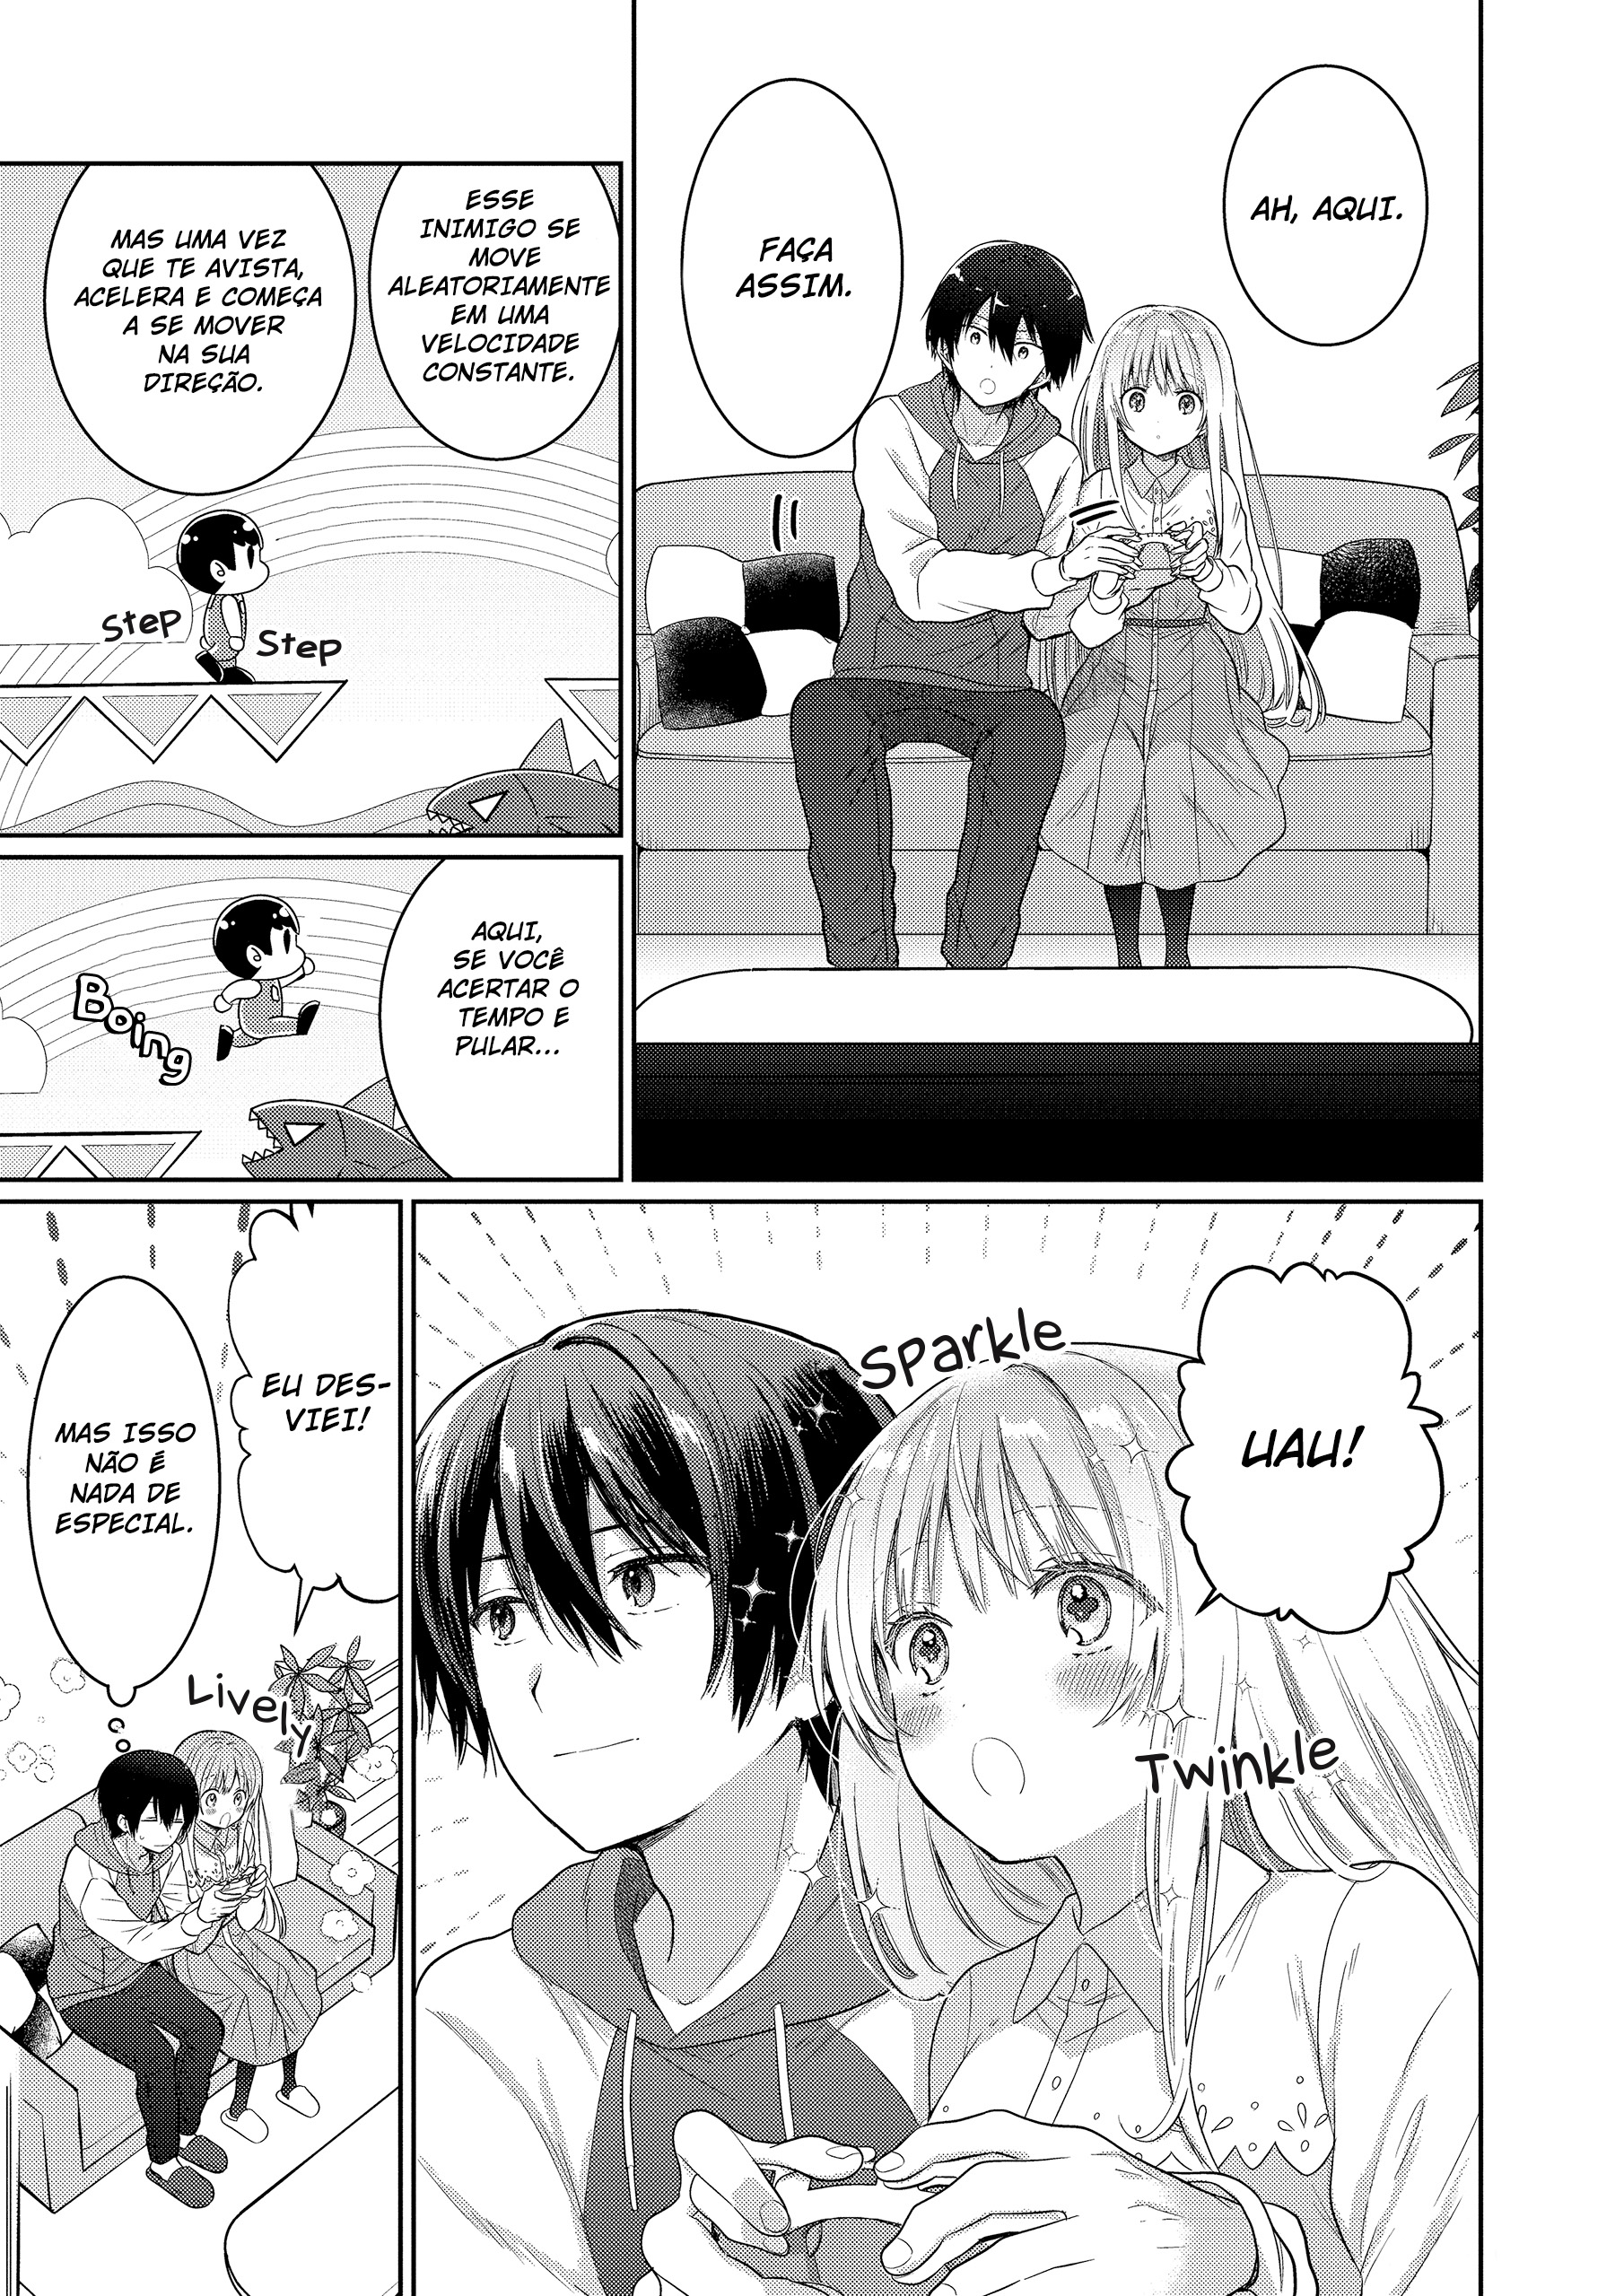 AH, AQUI.
FAÇA
ASSIM.
ESSE
INIMIGO SE
MOVE
ALEATORIAMENTE
EM UMA
VELOCIDADE
CONSTANTE.
MAS UMA VEZ
QUE TE AVISTA,
ACELERA E COMEÇA
A SE MOVER
NA SUA
DIREÇÃO.
Step
Step
AQUI,
SE VOCÊ
ACERTAR O
TEMPO E
PULAR...
Boing
UAU!
Sparkle
Twinkle
EU DES-
VIEI!
MAS ISSO
NÃO É
NADA DE
ESPECIAL.
Lively